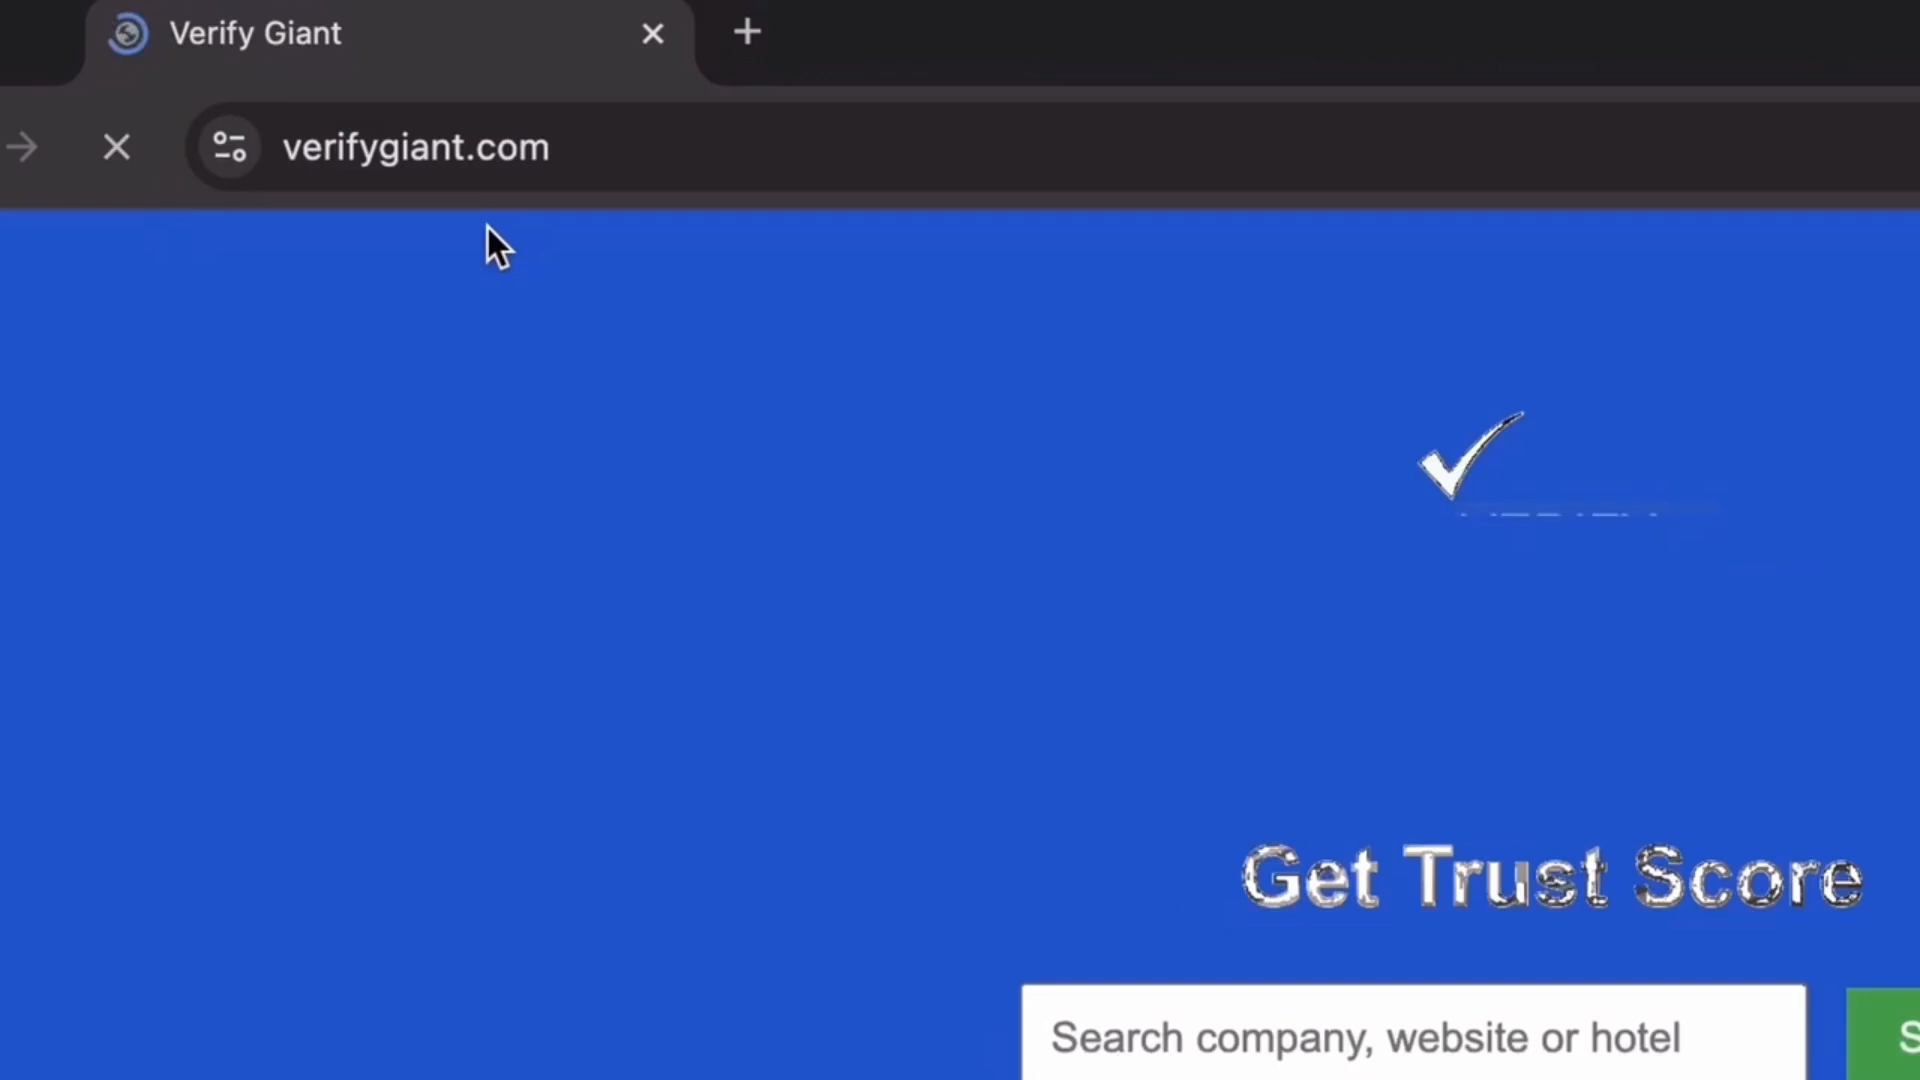 Verify Giant
verifygiant.com
Get Trust Score
Search company, website or hotel
S